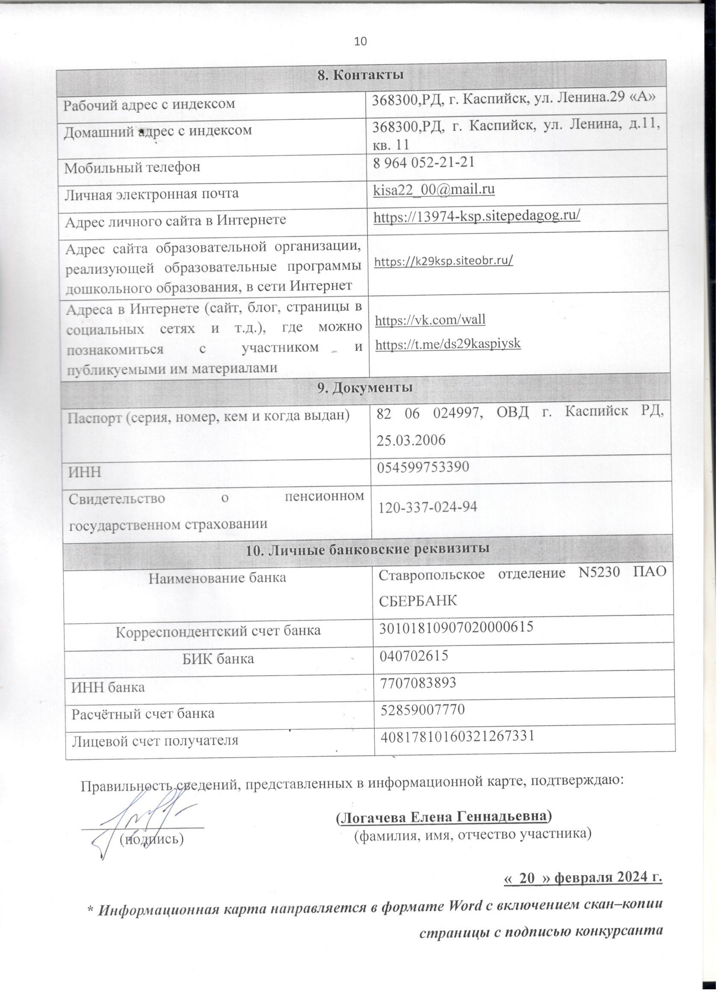 10
8. Контакты
Рабочий адрес с индексом
368300,РД, г. Каспийск, ул. Ленина.29 «А»
Домашний адрес с индексом
368300,РД, г. Каспийск, ул. Ленина, д.11,
кв. 11
Мобильный телефон
8 964 052-21-21
Личная электронная почта
kisa22_00@mail.ru
Адрес личного сайта в Интернете
https://13974-ksp.sitepedagog.ru/
Адрес сайта образовательной организации,
реализующей образовательные программы
дошкольного образования, в сети Интернет
https://k29ksp.siteobr.ru/
Адреса в Интернете (сайт, блог, страницы в
социальных сетях и т.д.), где можно
познакомиться с участником и
публикуемыми им материалами
https://vk.com/wall
https://t.me/ds29kaspiysk
9. Документы
Паспорт (серия, номер, кем и когда выдан)
82 06 024997, ОВД г. Каспийск РД,
25.03.2006
ИНН
054599753390
Свидетельство о пенсионном
государственном страховании
120-337-024-94
10. Личные банковские реквизиты
Наименование банка
Ставропольское отделение N5230 ПАО
СБЕРБАНК
Корреспондентский счет банка
30101810907020000615
БИК банка
040702615
ИНН банка
7707083893
Расчётный счет банка
52859007770
Лицевой счет получателя
40817810160321267331
Правильность сведений, представленных в информационной карте, подтверждаю:
(Логачева Елена Геннадьевна)
(подпись)
(фамилия, имя, отчество участника)
« 20 » февраля 2024 г.
* Информационная карта направляется в формате Word с включением скан–копии
страницы с подписью конкурсанта